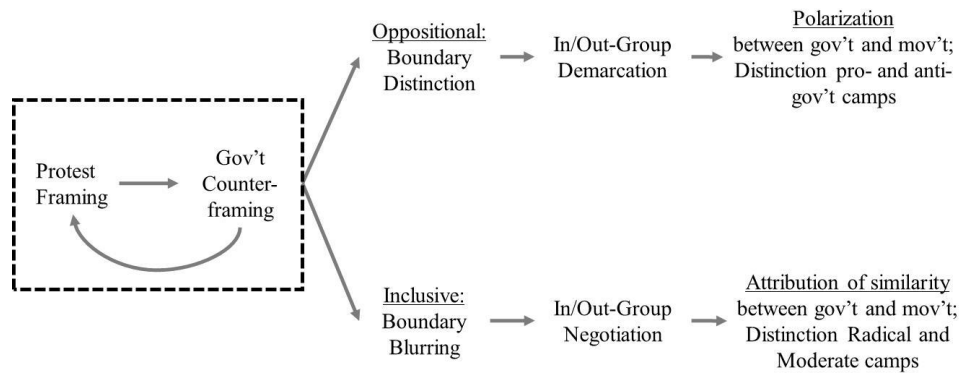 Protest
Framing
Gov’t
Counter-
framing
Oppositional:
Boundary
Distinction
In/Out-Group
Demarcation
Polarization
between gov’t and mov’t;
Distinction pro- and anti-
gov’t camps
Inclusive:
Boundary
Blurring
In/Out-Group
Negotiation
Attribution of similarity
between gov’t and mov’t;
Distinction Radical and
Moderate camps